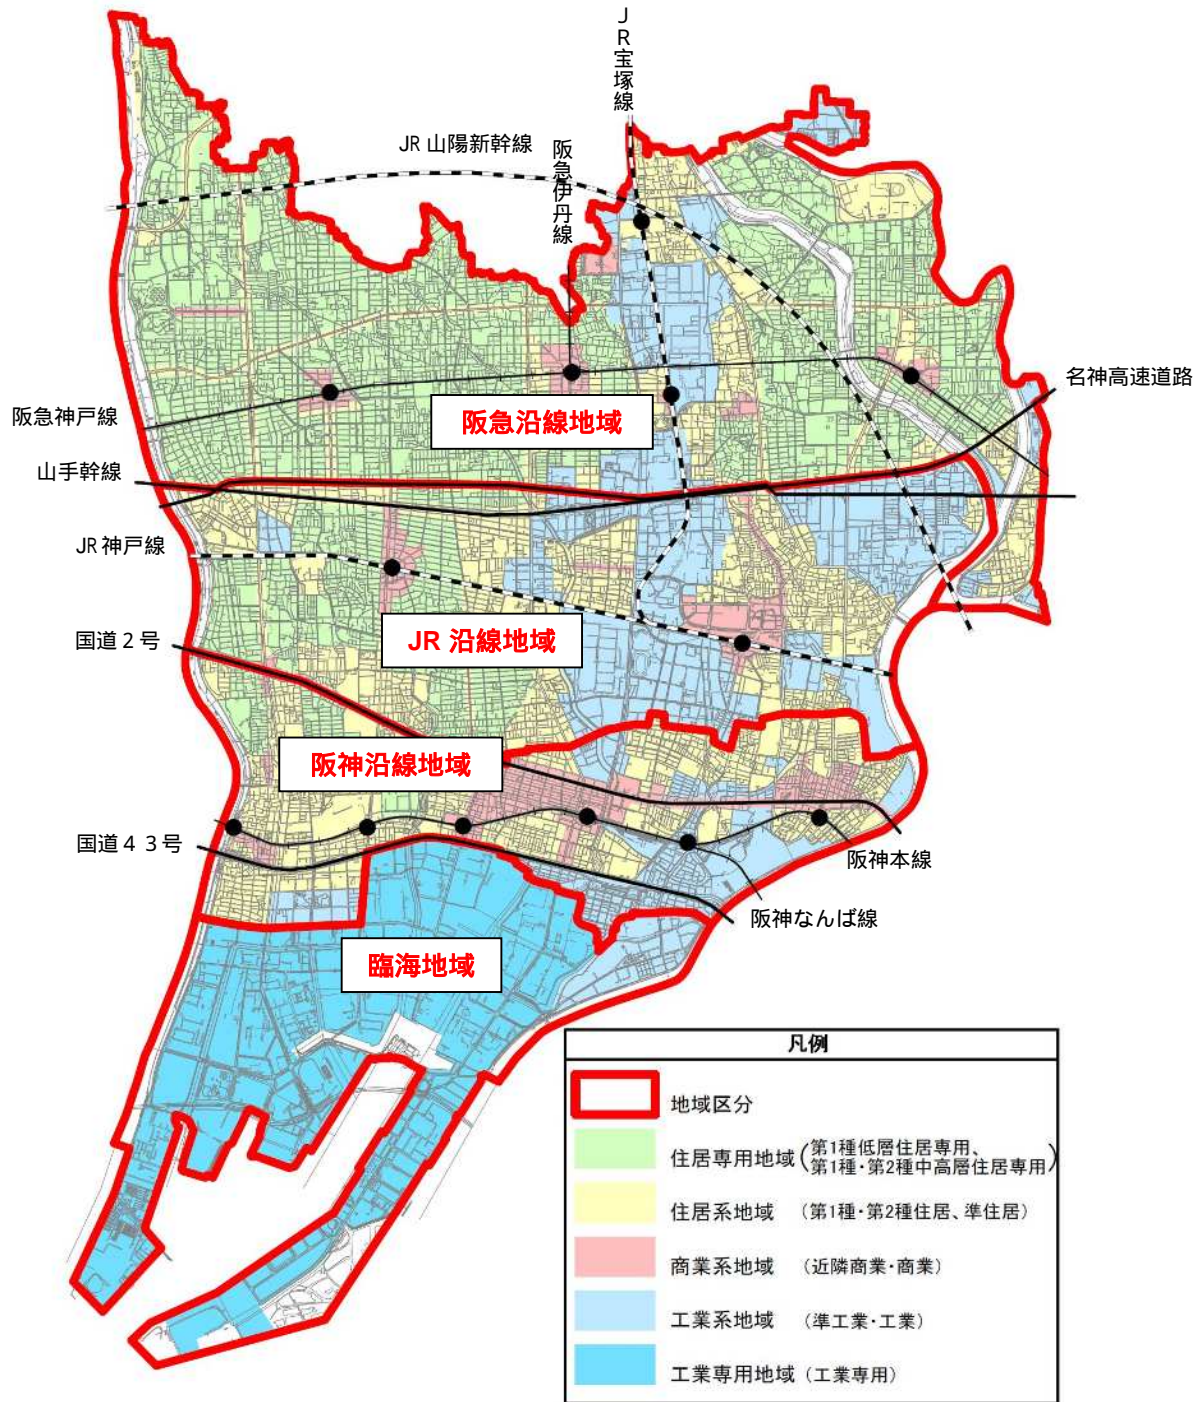 JR宝塚線
JR 山陽新幹線
阪急伊丹線
名神高速道路
阪急沿線地域
阪急神戸線
山手幹線
JR 神戸線
JR 沿線地域
国道２号
阪神沿線地域
国道４３号
阪神本線
阪神なんば線
臨海地域
凡例
地域区分
住居専用地域(第1種低層住居専用、
第1種・第2種中高層住居専用)
住居系地域 (第1種・第2種住居、準住居)
商業系地域 (近隣商業・商業)
工業系地域 (準工業・工業)
工業専用地域 (工業専用)